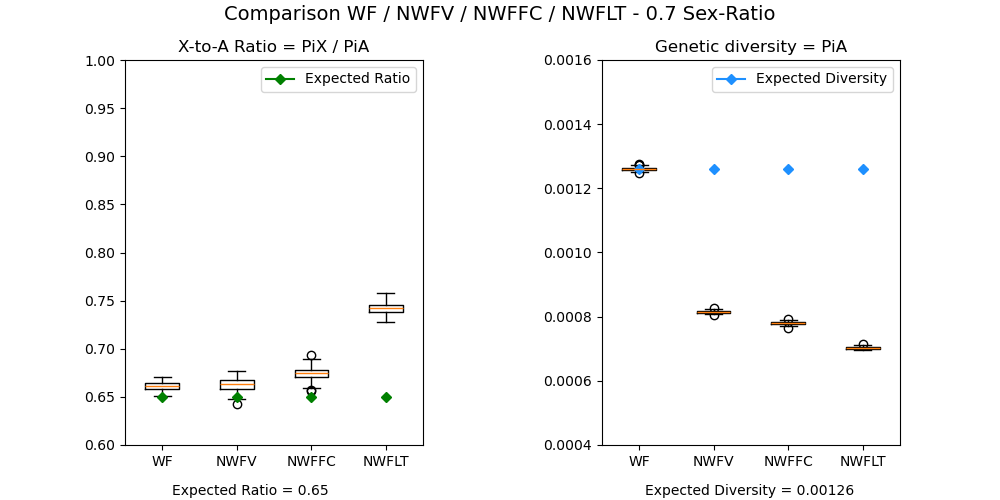 Comparison WF / NWFV / NWFFC / NWFLT - 0.7 Sex-Ratio
X-to-A Ratio = PiX / PiA
Expected Ratio
1.00
0.95
0.90
0.85
0.80
0.75
0.70
0.65
0.60
WF NWFV NWFFC NWFLT
Expected Ratio = 0.65
Genetic diversity = PiA
Expected Diversity
0.0016
0.0014
0.0012
0.0010
0.0008
0.0006
0.0004
WF NWFV NWFFC NWFLT
Expected Diversity = 0.00126